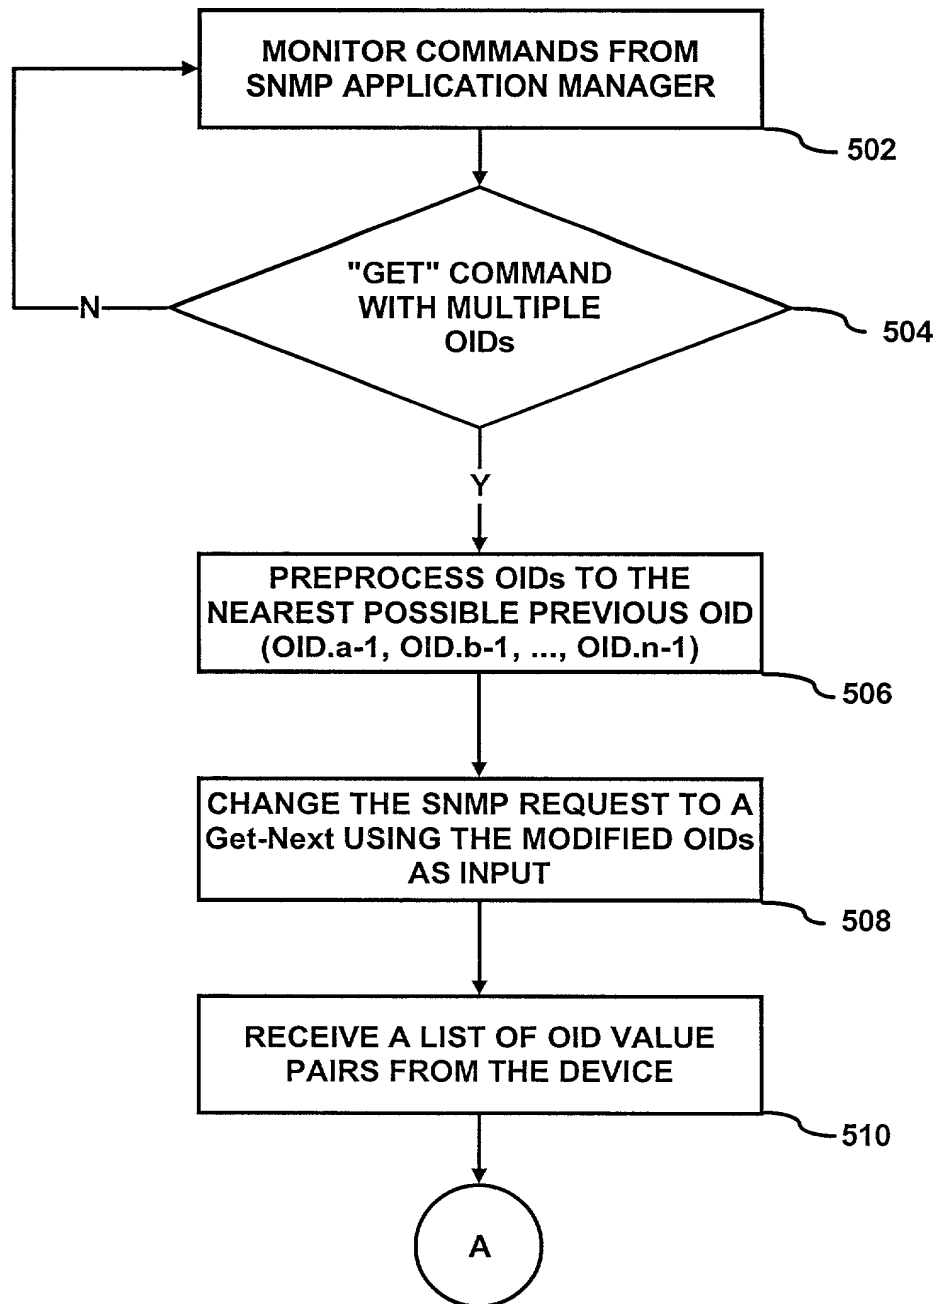 MONITOR COMMANDS FROM
SNMP APPLICATION MANAGER
502
"GET" COMMAND
WITH MULTIPLE
OIDs
504
N
Y
PREPROCESS OIDs TO THE
NEAREST POSSIBLE PREVIOUS OID
(OID.a-1, OID.b-1, ..., OID.n-1)
506
CHANGE THE SNMP REQUEST TO A
Get-Next USING THE MODIFIED OIDs
AS INPUT
508
RECEIVE A LIST OF OID VALUE
PAIRS FROM THE DEVICE
510
A